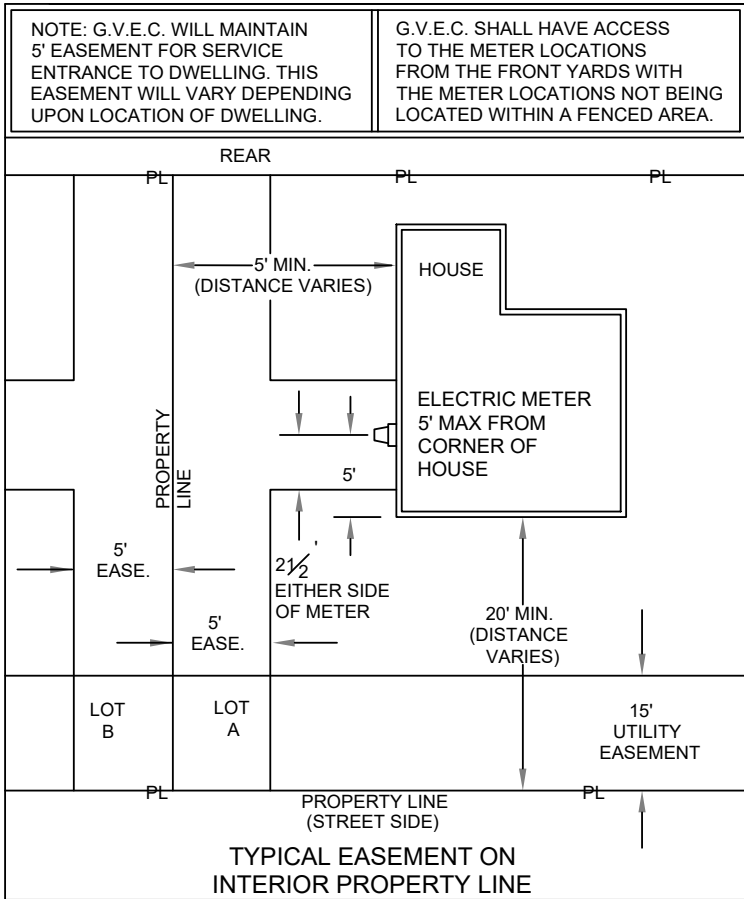 NOTE: G.V.E.C. WILL MAINTAIN
5' EASEMENT FOR SERVICE
ENTRANCE TO DWELLING. THIS
EASEMENT WILL VARY DEPENDING
UPON LOCATION OF DWELLING.
G.V.E.C. SHALL HAVE ACCESS
TO THE METER LOCATIONS
FROM THE FRONT YARDS WITH
THE METER LOCATIONS NOT BEING
LOCATED WITHIN A FENCED AREA.
REAR
PL
PL
PL
5' MIN.
(DISTANCE VARIES)
HOUSE
ELECTRIC METER
5' MAX FROM
CORNER OF
HOUSE
PROPERTY
LINE
5'
5'
EASE.
2 1/2'
EITHER SIDE
OF METER
5'
EASE.
20' MIN.
(DISTANCE
VARIES)
LOT
B
LOT
A
15'
UTILITY
EASEMENT
PL
PL
PROPERTY LINE
(STREET SIDE)
TYPICAL EASEMENT ON
INTERIOR PROPERTY LINE